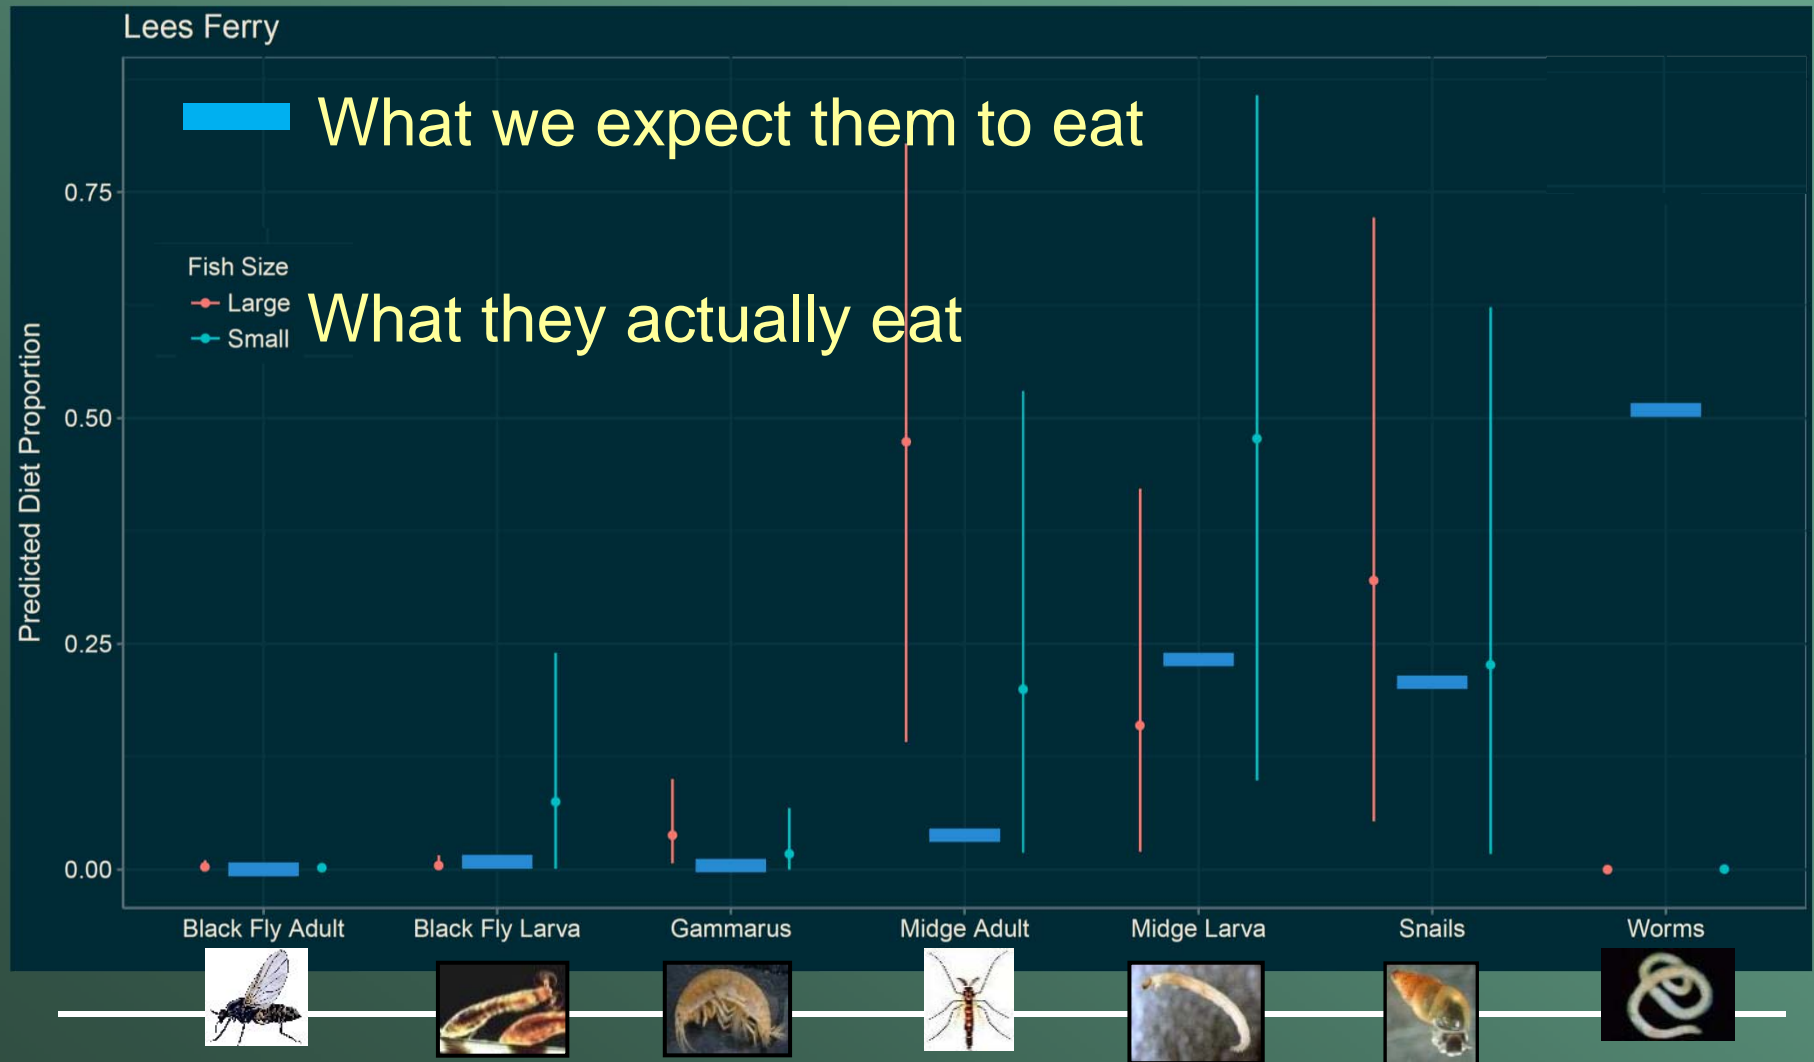 Lees Ferry
What we expect them to eat
0.75
Fish Size
Large
Small
What they actually eat
Predicted Diet Proportion
0.50
0.25
0.00
Black Fly Adult
Black Fly Larva
Gammarus
Midge Adult
Midge Larva
Snails
Worms